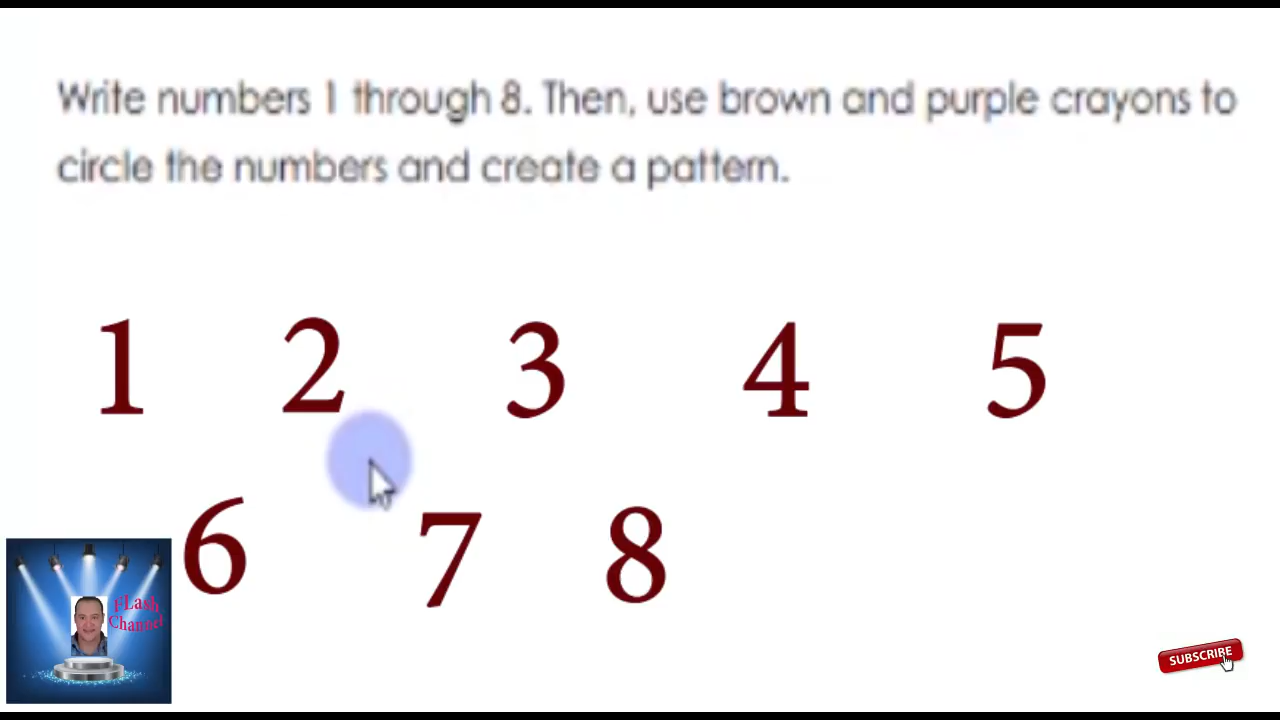 Write numbers 1 through 8. Then, use brown and purple crayons to
circle the numbers and create a pattern.
1 2 3 4 5
6 7 8
FLash
Channel
SUBSCRIBE